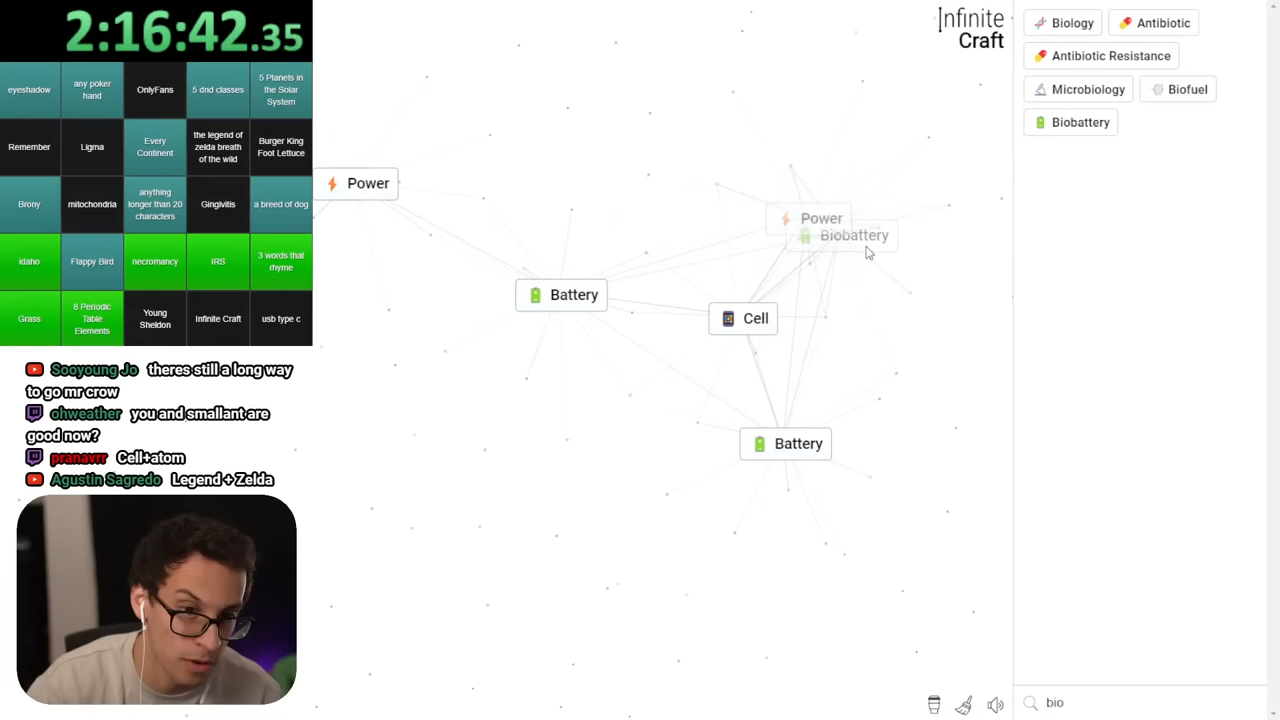 2:16:42.35
eyeshadow
any poker
hand
OnlyFans
5 dnd classes
5 Planets in
the Solar
System
Remember
Ligma
Every
Continent
the legend of
zelda breath
of the wild
Burger King
Foot Lettuce
Brony
mitochondria
anything
longer than 20
characters
Gingivitis
a breed of dog
idaho
Flappy Bird
necromancy
IRS
3 words that
rhyme
Grass
8 Periodic
Table
Elements
Young
Sheldon
Infinite Craft
usb type c
Sooyoung Jo theres still a long way
to go mr crow
ohweather you and smallant are
good now?
pranavrr Cell+atom
Agustin Sagredo Legend + Zelda
Infinite
Craft
Power
Battery
Power
Biobattery
Cell
Battery
Biology
Antibiotic
Antibiotic Resistance
Microbiology
Biofuel
Biobattery
bio